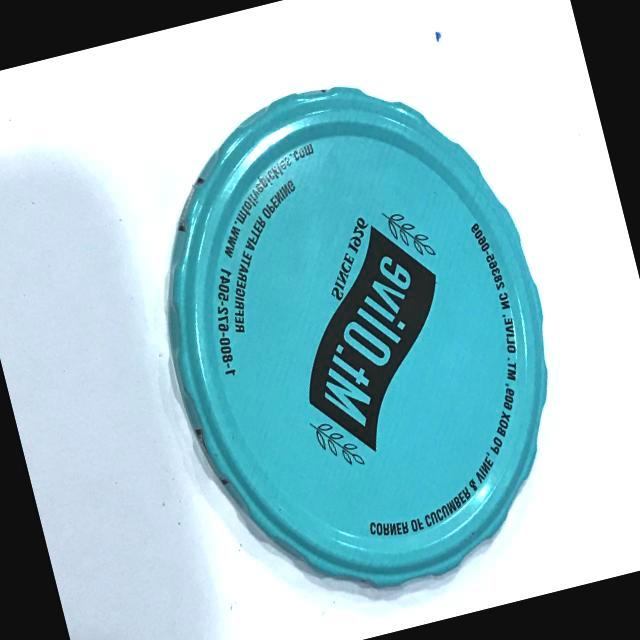 Mt.Olive
SINCE 1926
REFRIGERATE AFTER OPENING
1-800-672-5041 www.mtolivepickles.com
CORNER OF CUCUMBER & VINE, PO BOX 609, MT. OLIVE, NC 28365-0609